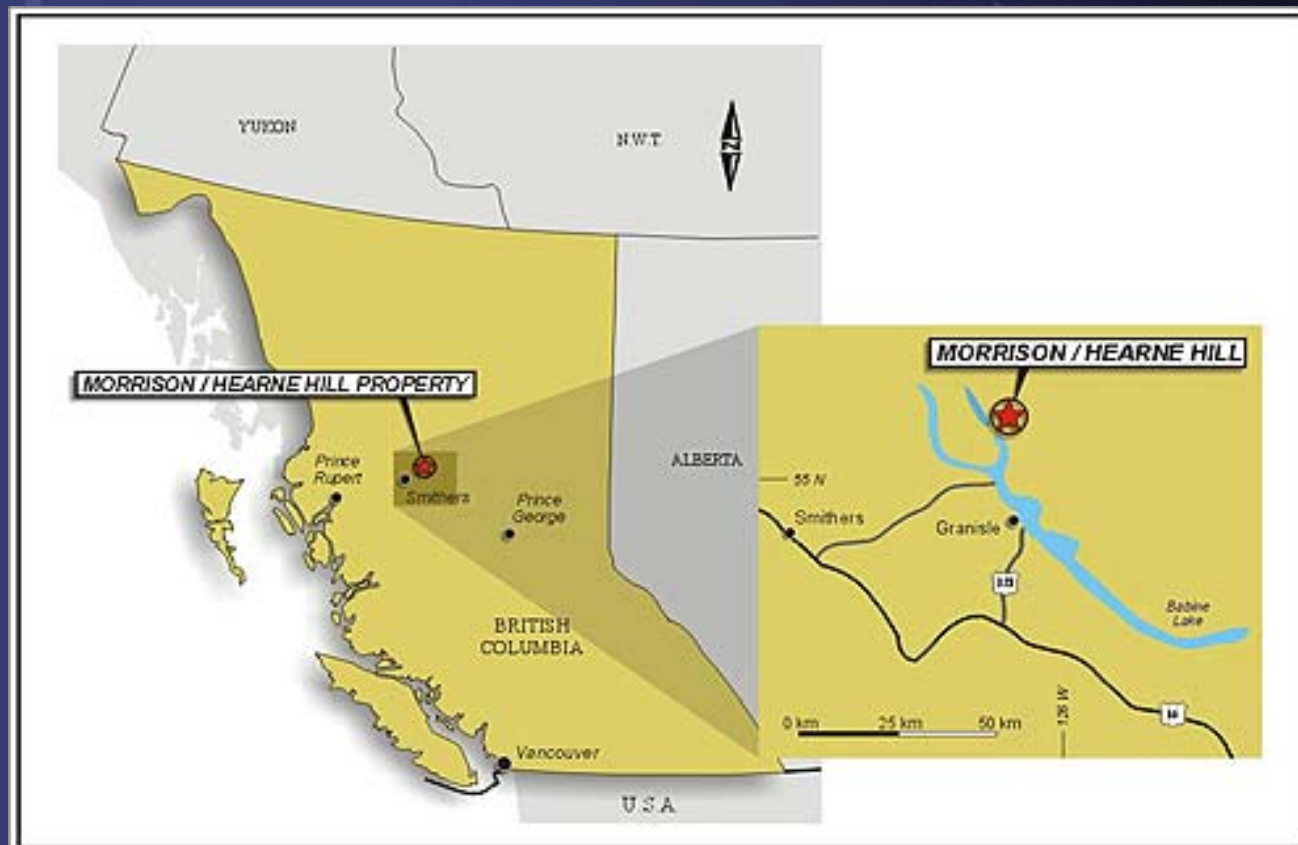 YUKON
N.W.T.
N
MORRISON / HEARNE HILL PROPERTY
Prince
Rupert
Smithers
Prince
George
ALBERTA
BRITISH
COLUMBIA
Vancouver
U.S.A
MORRISON / HEARNE HILL
55 N
Smithers
Granisle
Babine
Lake
0 km 25 km 50 km
126 W